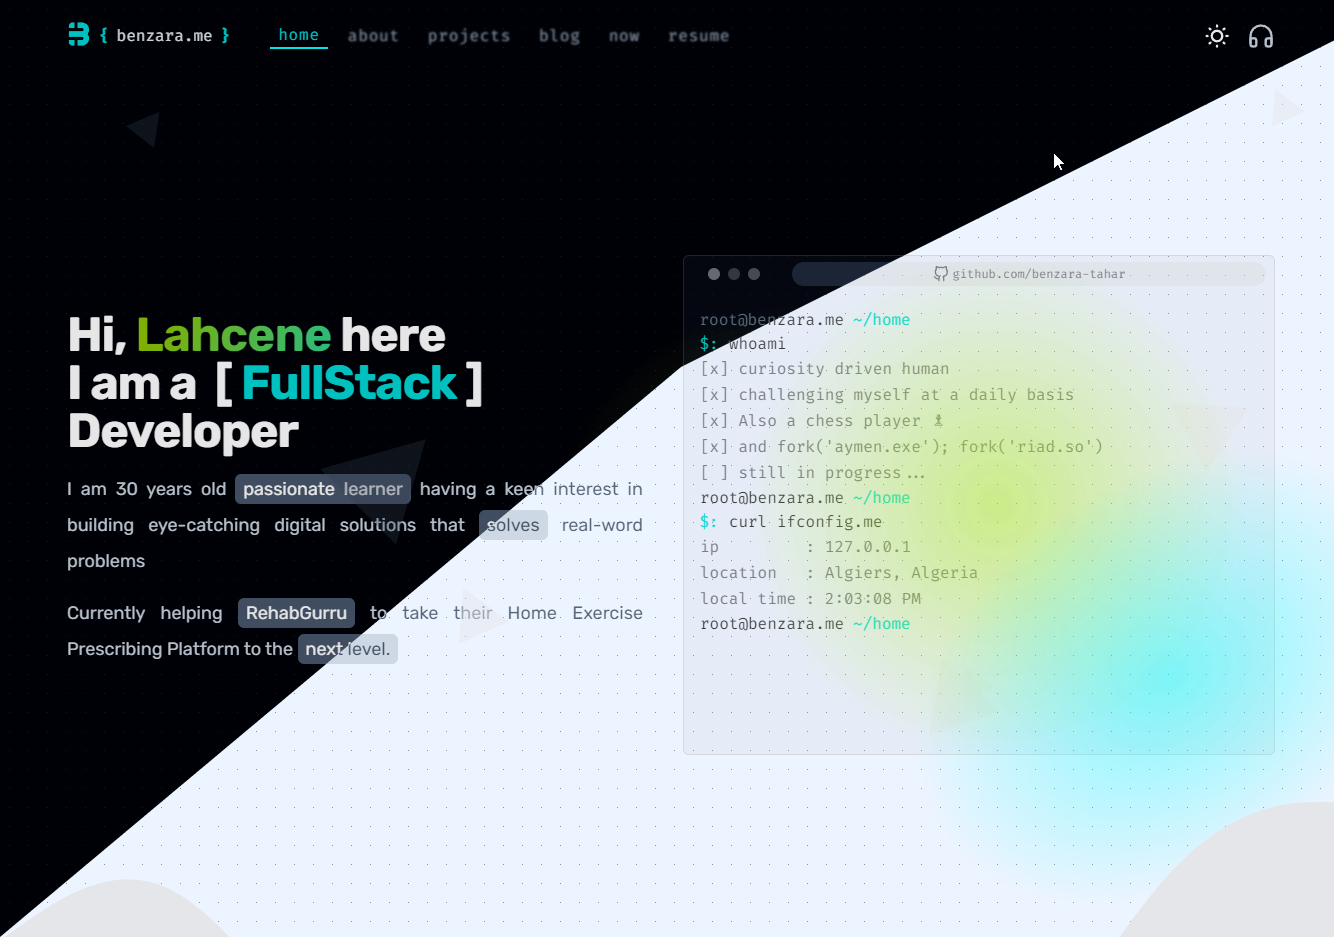 { benzara.me } home about projects blog now resume
Hi, Lahcene here
I am a [ FullStack ]
Developer
I am 30 years old passionate learner having a keen interest in
building eye-catching digital solutions that solves real-word
problems
Currently helping RehabGurru to take their Home Exercise
Prescribing Platform to the next level.
github.com/benzara-tahar
root@benzara.me ~/home
$: whoami
[x] curiosity driven human
[x] challenging myself at a daily basis
[x] Also a chess player
[x] and fork('aymen.exe'); fork('riad.so')
[ ] still in progress...
root@benzara.me ~/home
$: curl ifconfig.me
ip : 127.0.0.1
location : Algiers, Algeria
local time : 2:03:08 PM
root@benzara.me ~/home